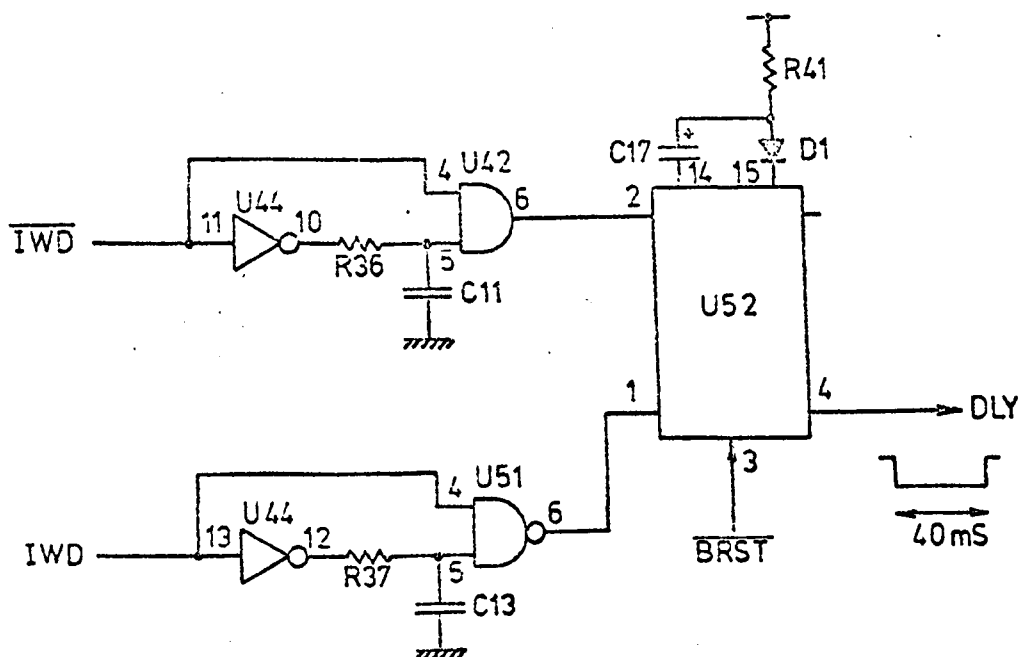 R41
C17 + D1
14 15
U42
4
U44 6 2
IWD 11 10
R36 5
C11
U52
1 4 DLY
U51
4 3
U44 6
IWD 13 12 BRST 40mS
R37 5
C13